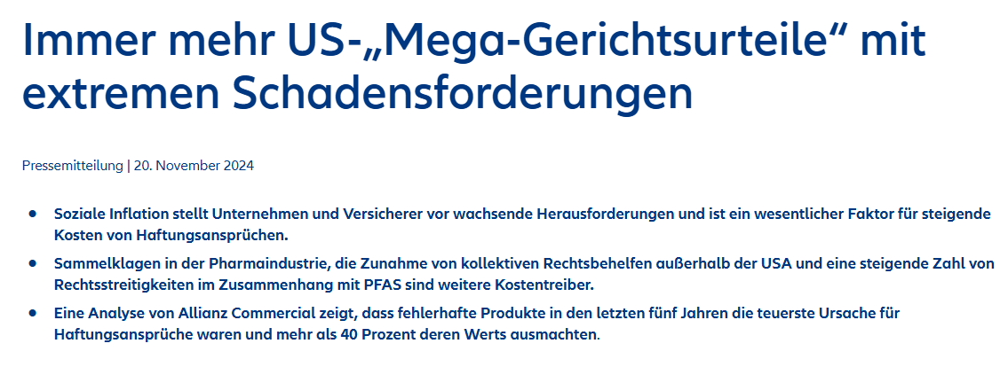 Immer mehr US-„Mega-Gerichtsurteile“ mit
extremen Schadensforderungen
Pressemitteilung | 20. November 2024
• Soziale Inflation stellt Unternehmen und Versicherer vor wachsende Herausforderungen und ist ein wesentlicher Faktor für steigende
Kosten von Haftungsansprüchen.
• Sammelklagen in der Pharmaindustrie, die Zunahme von kollektiven Rechtsbehelfen außerhalb der USA und eine steigende Zahl von
Rechtsstreitigkeiten im Zusammenhang mit PFAS sind weitere Kostentreiber.
• Eine Analyse von Allianz Commercial zeigt, dass fehlerhafte Produkte in den letzten fünf Jahren die teuerste Ursache für
Haftungsansprüche waren und mehr als 40 Prozent deren Werts ausmachten.